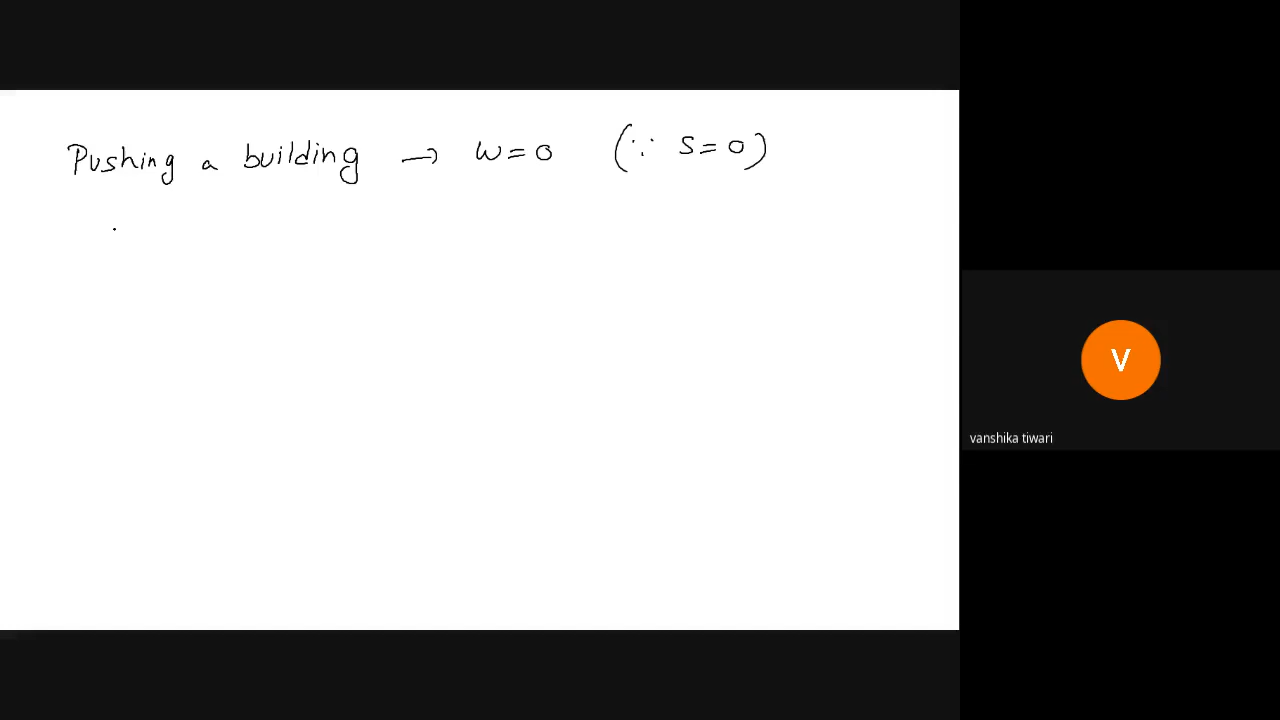 Pushing a building → W = 0 (∵ S = 0)
V
vanshika tiwari